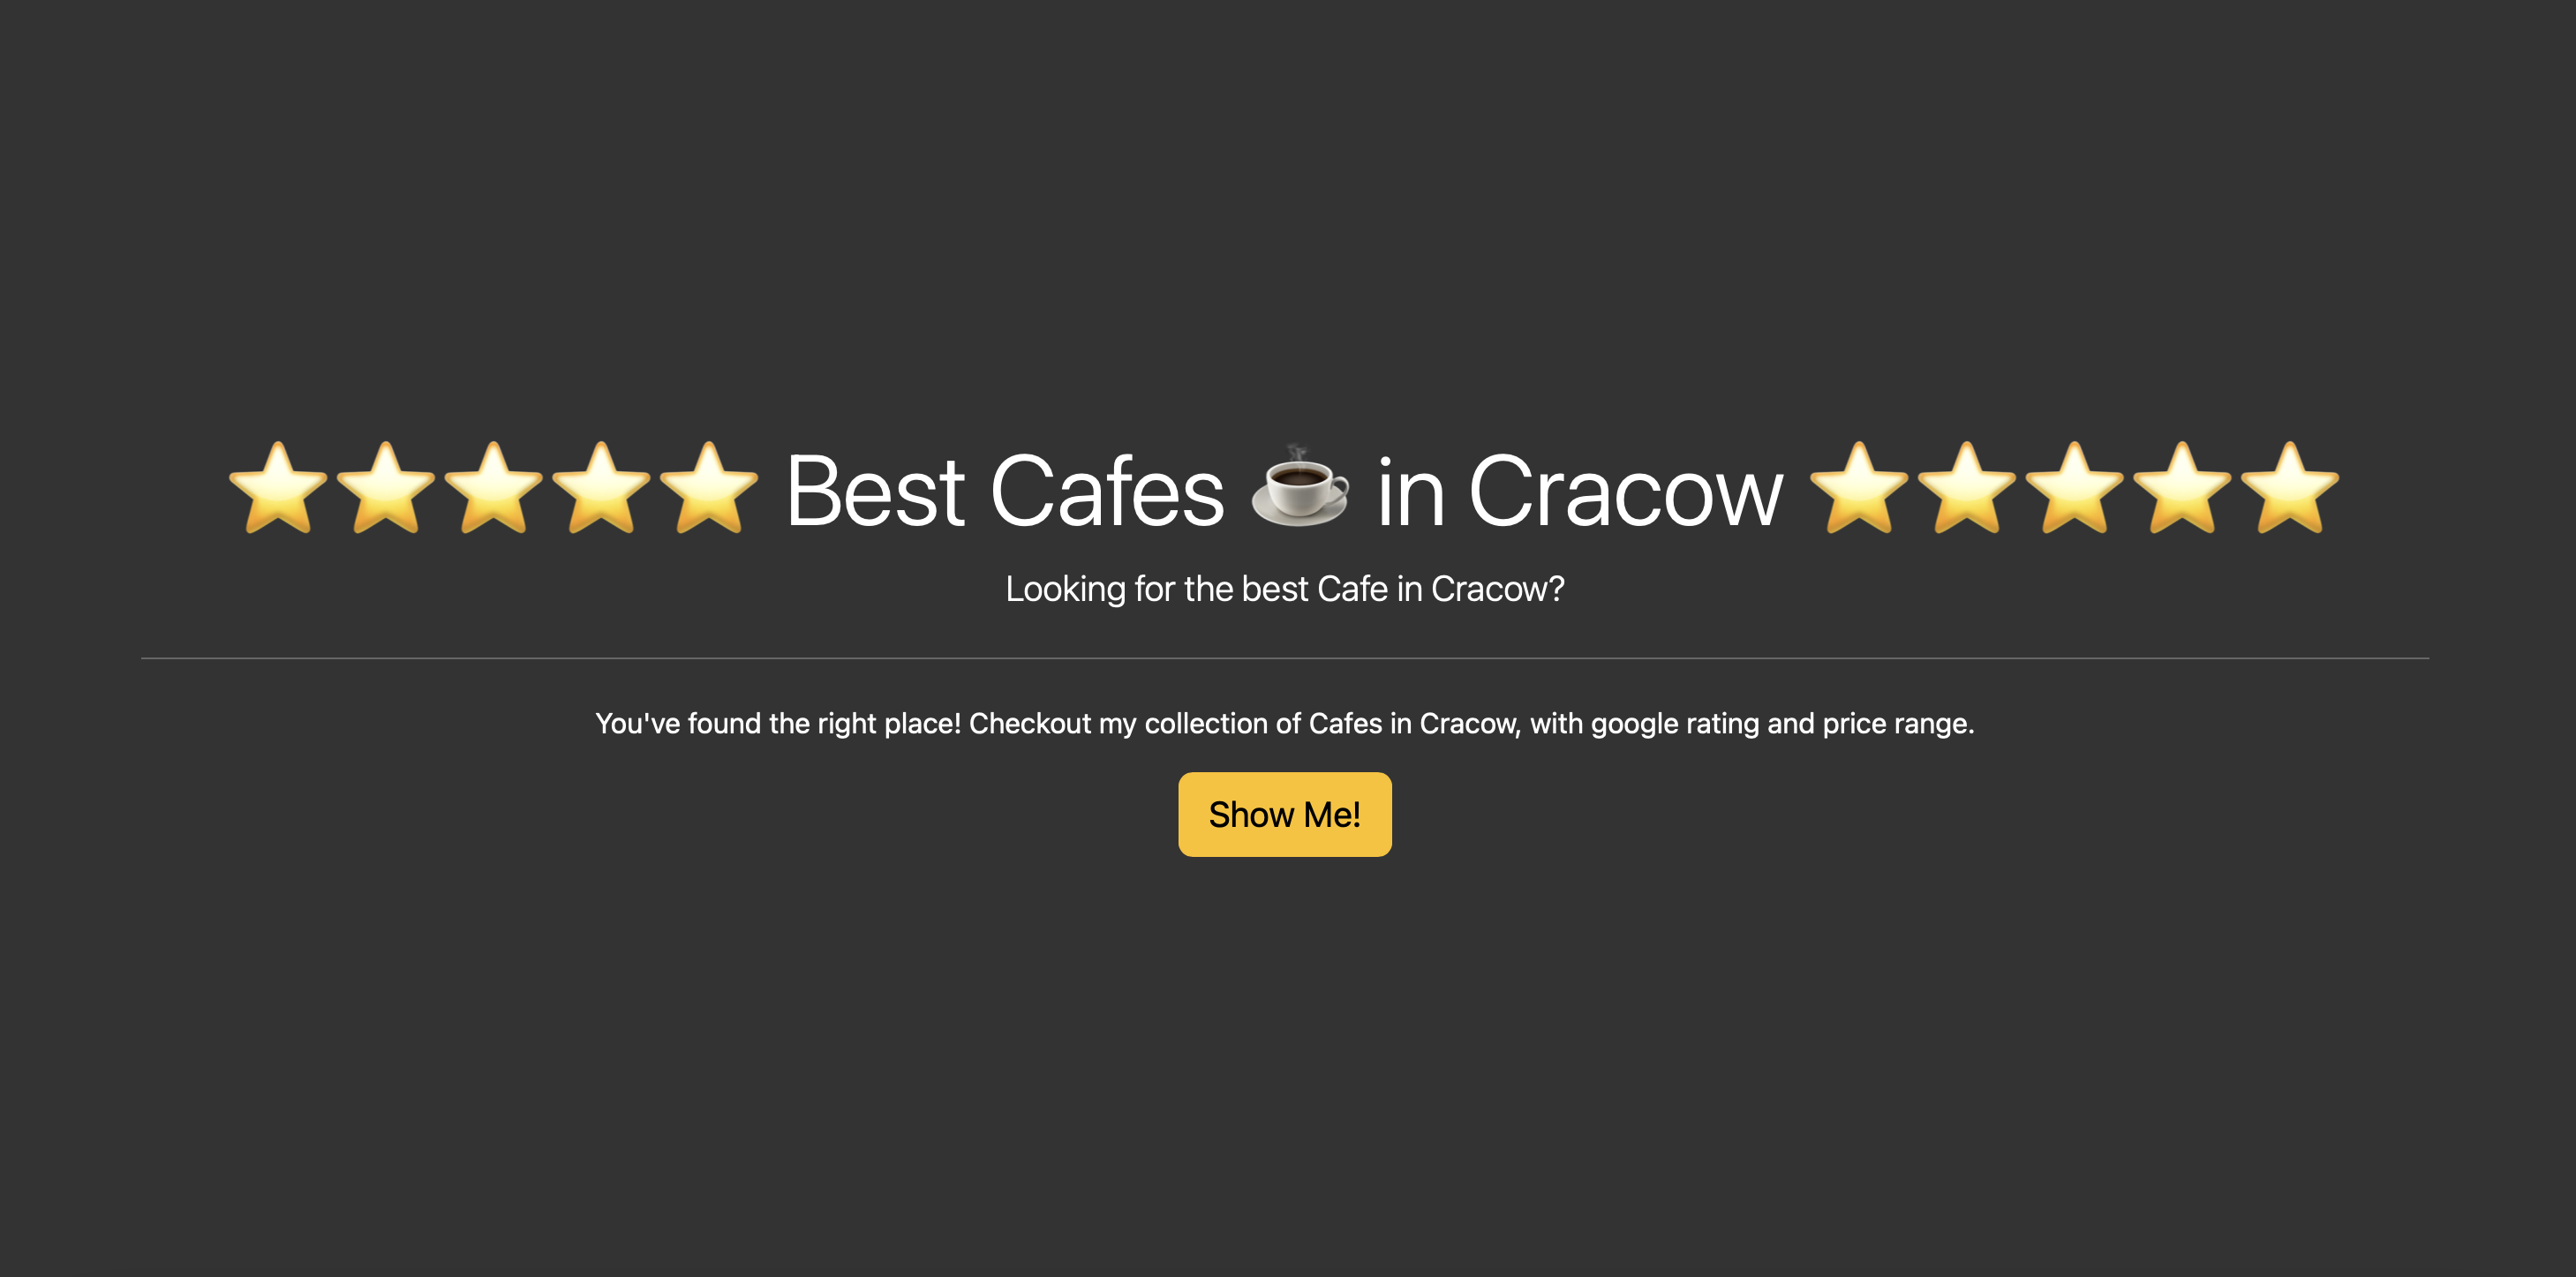 ⭐⭐⭐⭐⭐ Best Cafes ☕ in Cracow ⭐⭐⭐⭐⭐
Looking for the best Cafe in Cracow?
You've found the right place! Checkout my collection of Cafes in Cracow, with google rating and price range.
Show Me!